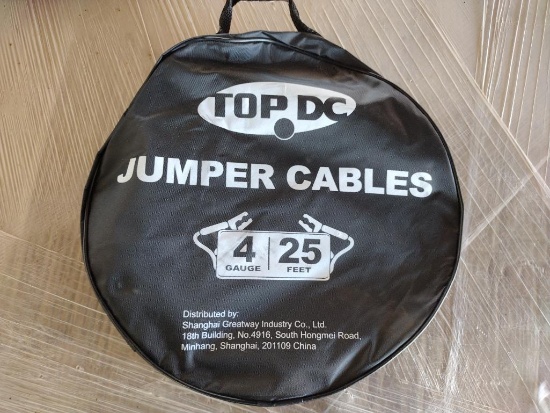 TOP DC
JUMPER CABLES
4 25
GAUGE FEET
Distributed by:
Shanghai Greatway Industry Co., Ltd.
18th Building, No.4916, South Hongmei Road,
Minhang, Shanghai, 201109 China